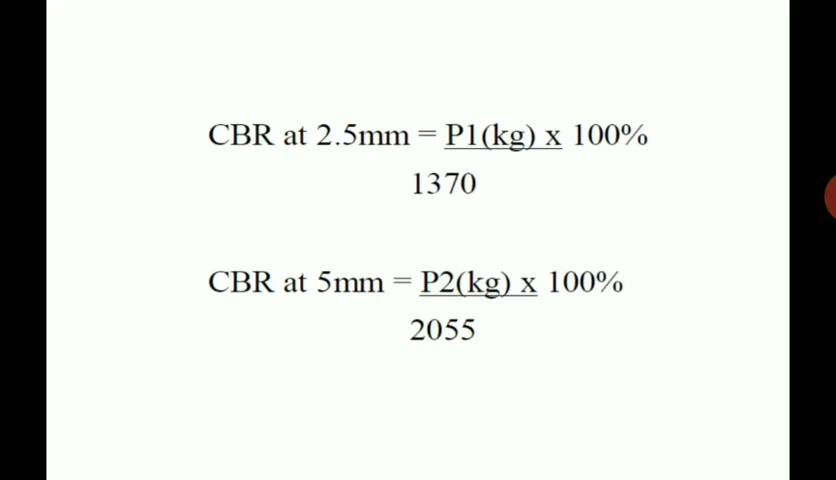 CBR at 2.5mm = P1(kg) x 100%
1370
CBR at 5mm = P2(kg) x 100%
2055